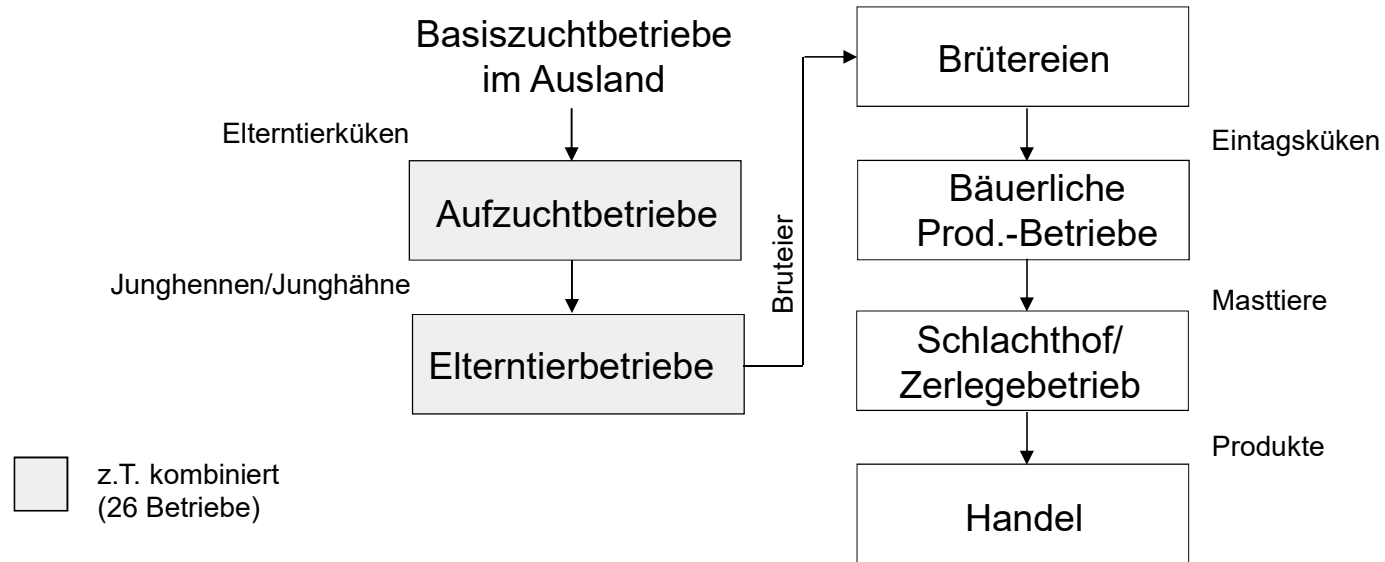 Basiszuchtbetriebe
im Ausland
Elterntierküken
Aufzuchtbetriebe
Junghennen/Junghähne
Elterntierbetriebe
Bruteier
Brütereien
Eintagsküken
Bäuerliche
Prod.-Betriebe
Masttiere
Schlachthof/
Zerlegebetrieb
Produkte
Handel
z.T. kombiniert
(26 Betriebe)